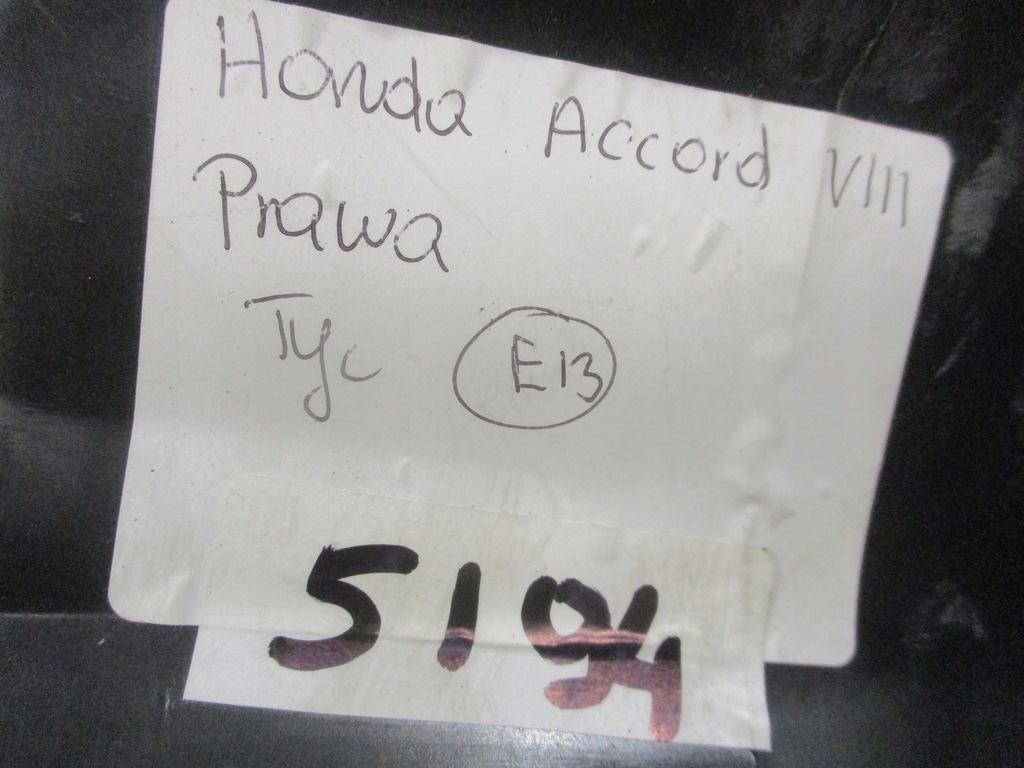 Honda Accord VIII
Prawa
Tyc E13
5194